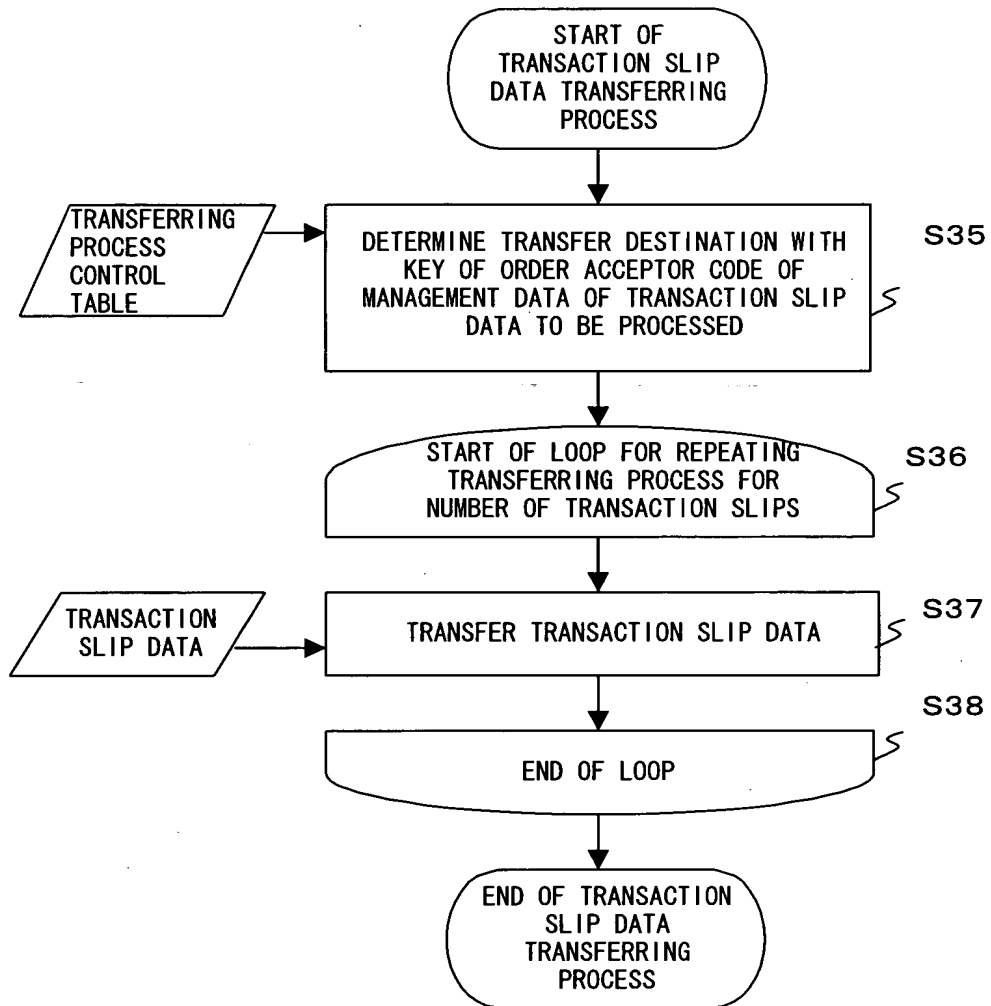 START OF
TRANSACTION SLIP
DATA TRANSFERRING
PROCESS
TRANSFERRING
PROCESS
CONTROL
TABLE
DETERMINE TRANSFER DESTINATION WITH
KEY OF ORDER ACCEPTOR CODE OF
MANAGEMENT DATA OF TRANSACTION SLIP
DATA TO BE PROCESSED
S35
START OF LOOP FOR REPEATING
TRANSFERRING PROCESS FOR
NUMBER OF TRANSACTION SLIPS
S36
TRANSACTION
SLIP DATA
TRANSFER TRANSACTION SLIP DATA
S37
END OF LOOP
S38
END OF TRANSACTION
SLIP DATA
TRANSFERRING
PROCESS